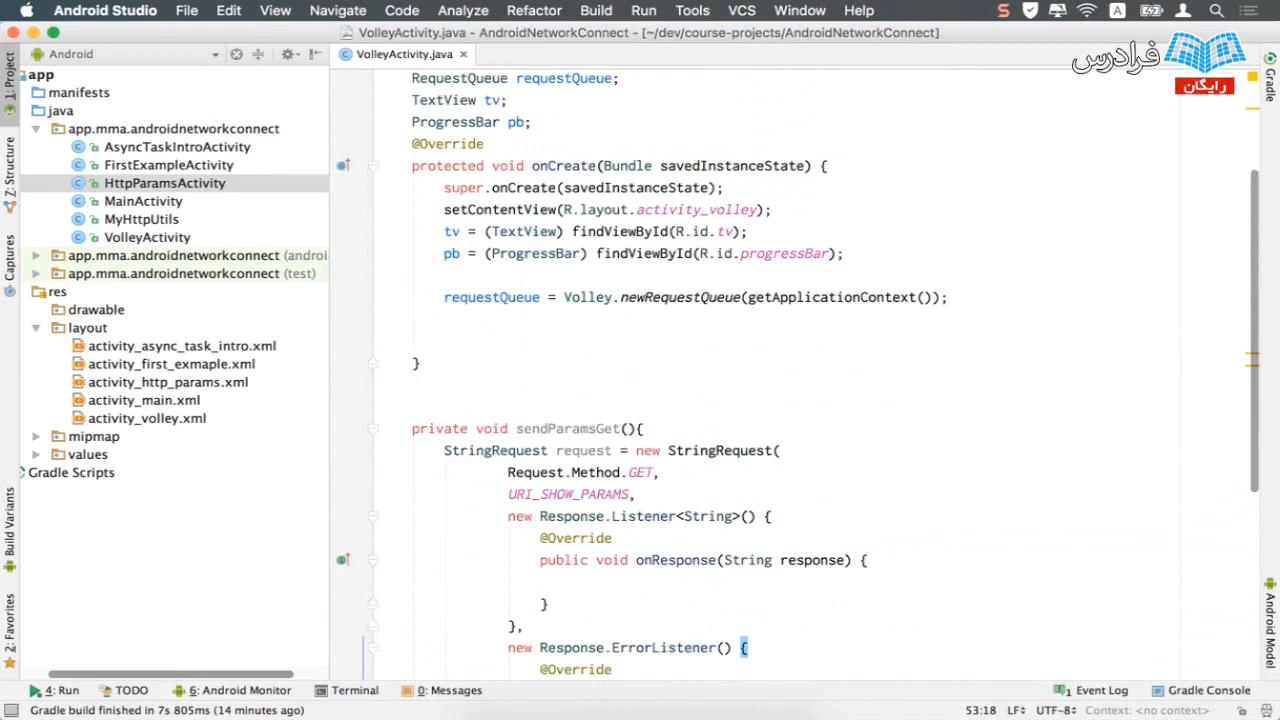 Android Studio File Edit View Navigate Code Analyze Refactor Build Run Tools VCS Window Help
VolleyActivity.java - AndroidNetworkConnect - [~/dev/course-projects/AndroidNetworkConnect]
Android
VolleyActivity.java
فرادرس
رایگان
1: Project
Z: Structure
Captures
Build Variants
2: Favorites
app
manifests
java
app.mma.androidnetworkconnect
AsyncTaskIntroActivity
FirstExampleActivity
HttpParamsActivity
MainActivity
MyHttpUtils
VolleyActivity
app.mma.androidnetworkconnect (androi
app.mma.androidnetworkconnect (test)
res
drawable
layout
activity_async_task_intro.xml
activity_first_exmaple.xml
activity_http_params.xml
activity_main.xml
activity_volley.xml
mipmap
values
Gradle Scripts
RequestQueue requestQueue;
TextView tv;
ProgressBar pb;
@Override
protected void onCreate(Bundle savedInstanceState) {
super.onCreate(savedInstanceState);
setContentView(R.layout.activity_volley);
tv = (TextView) findViewById(R.id.tv);
pb = (ProgressBar) findViewById(R.id.progressBar);
requestQueue = Volley.newRequestQueue(getApplicationContext());
}
private void sendParamsGet(){
StringRequest request = new StringRequest(
Request.Method.GET,
URI_SHOW_PARAMS,
new Response.Listener<String>() {
@Override
public void onResponse(String response) {
}
},
new Response.ErrorListener() {
@Override
Gradle
Android Model
4: Run TODO 6: Android Monitor Terminal 0: Messages 1 Event Log Gradle Console
Gradle build finished in 7s 805ms (14 minutes ago) 53:18 LF UTF-8 Context: <no context>